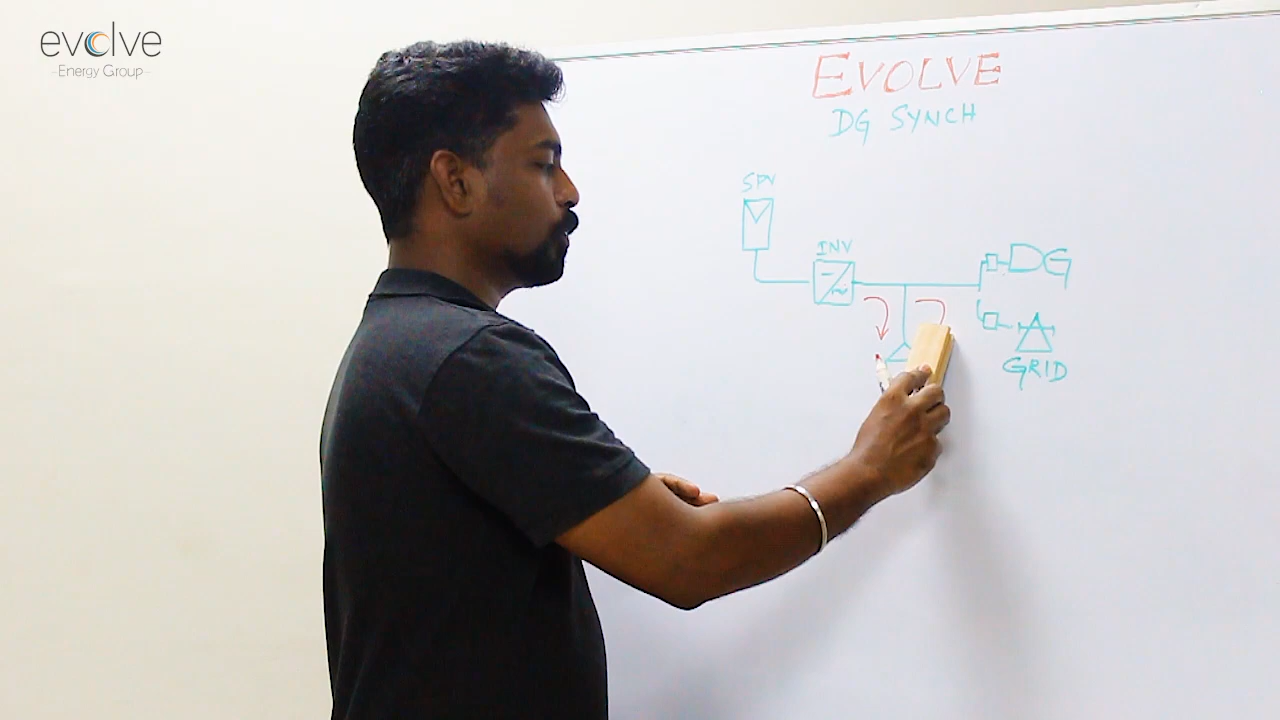 evolve
Energy Group
EVOLVE
DG SYNCH
SPV
INV
DG
GRID